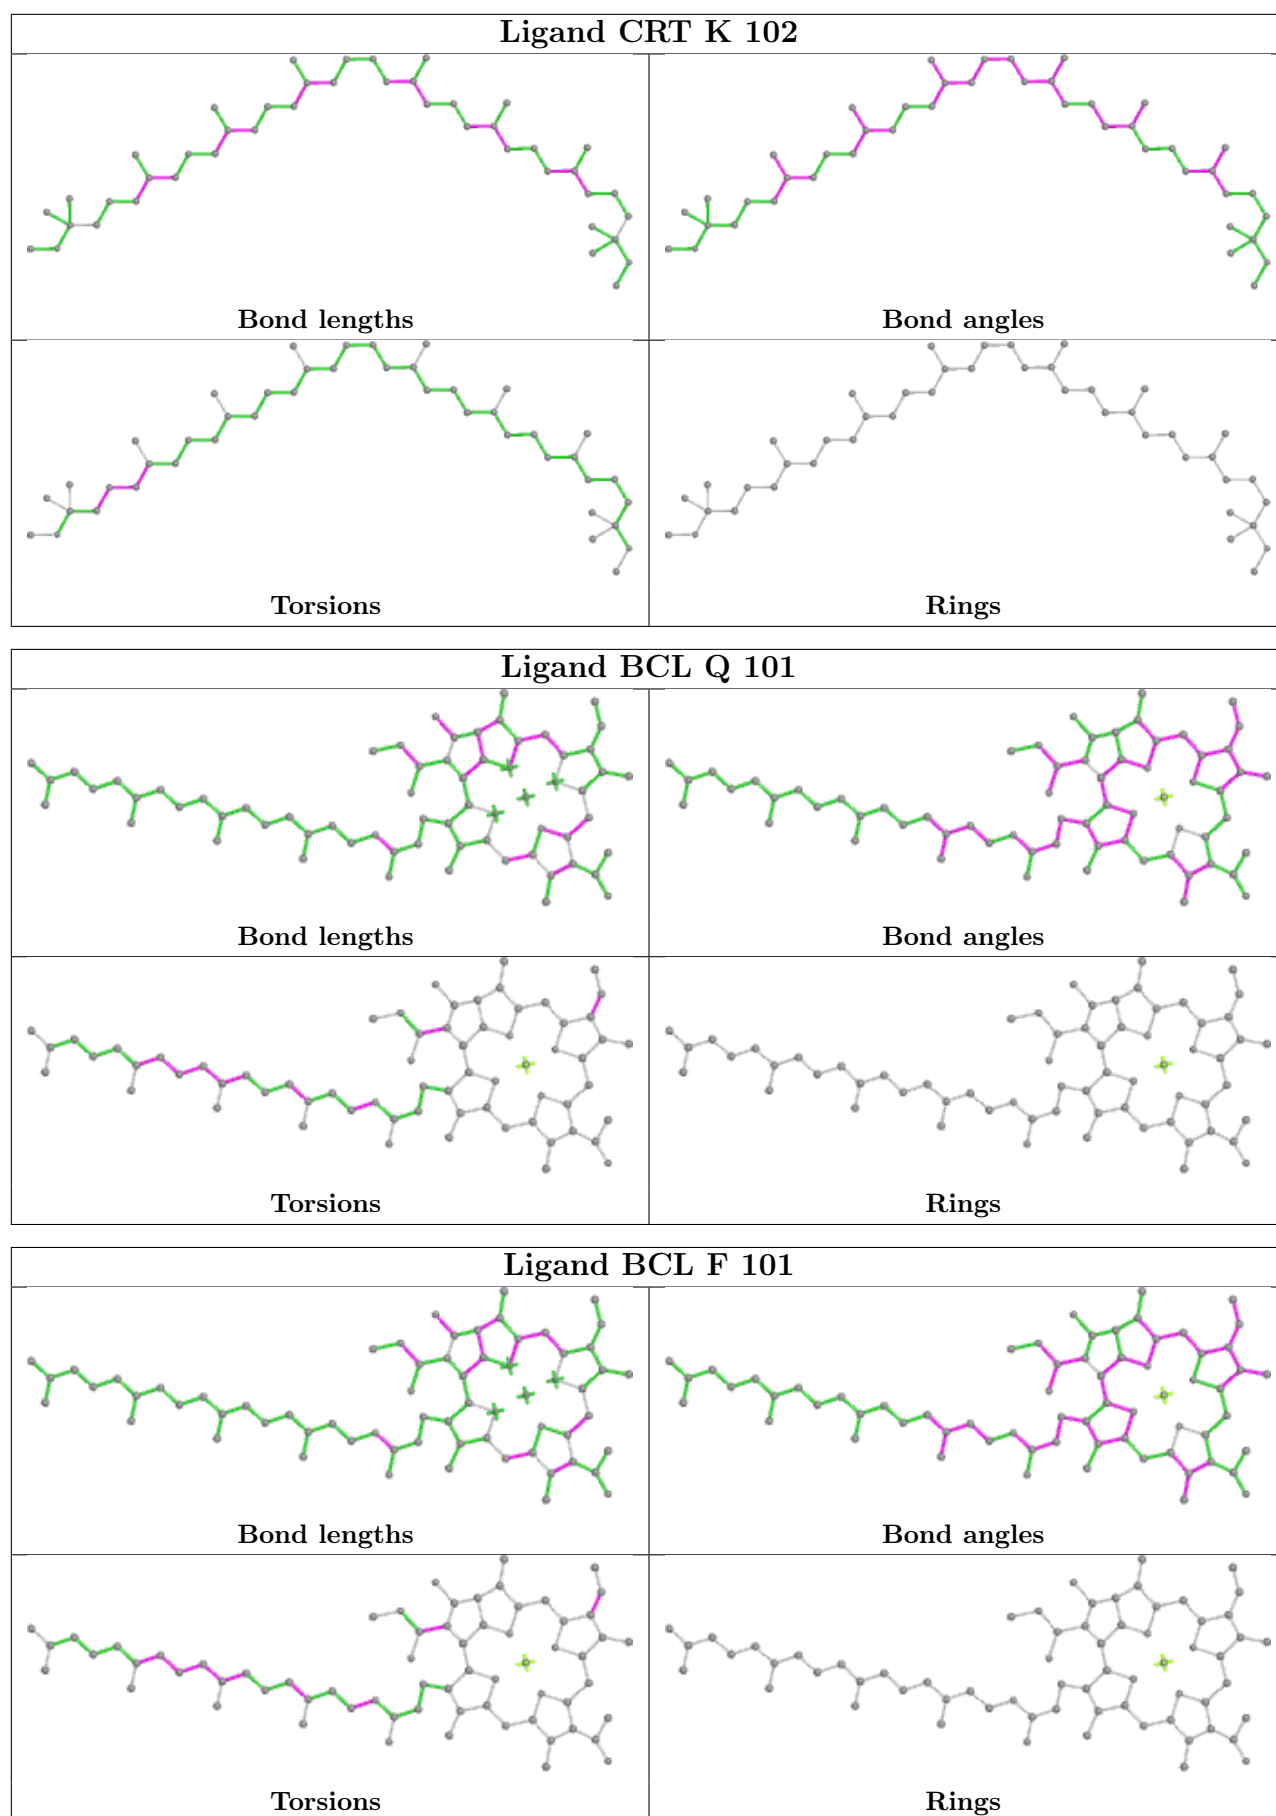 Ligand CRT K 102
Bond lengths
Bond angles
Torsions
Rings
Ligand BCL Q 101
Bond lengths
Bond angles
Torsions
Rings
Ligand BCL F 101
Bond lengths
Bond angles
Torsions
Rings